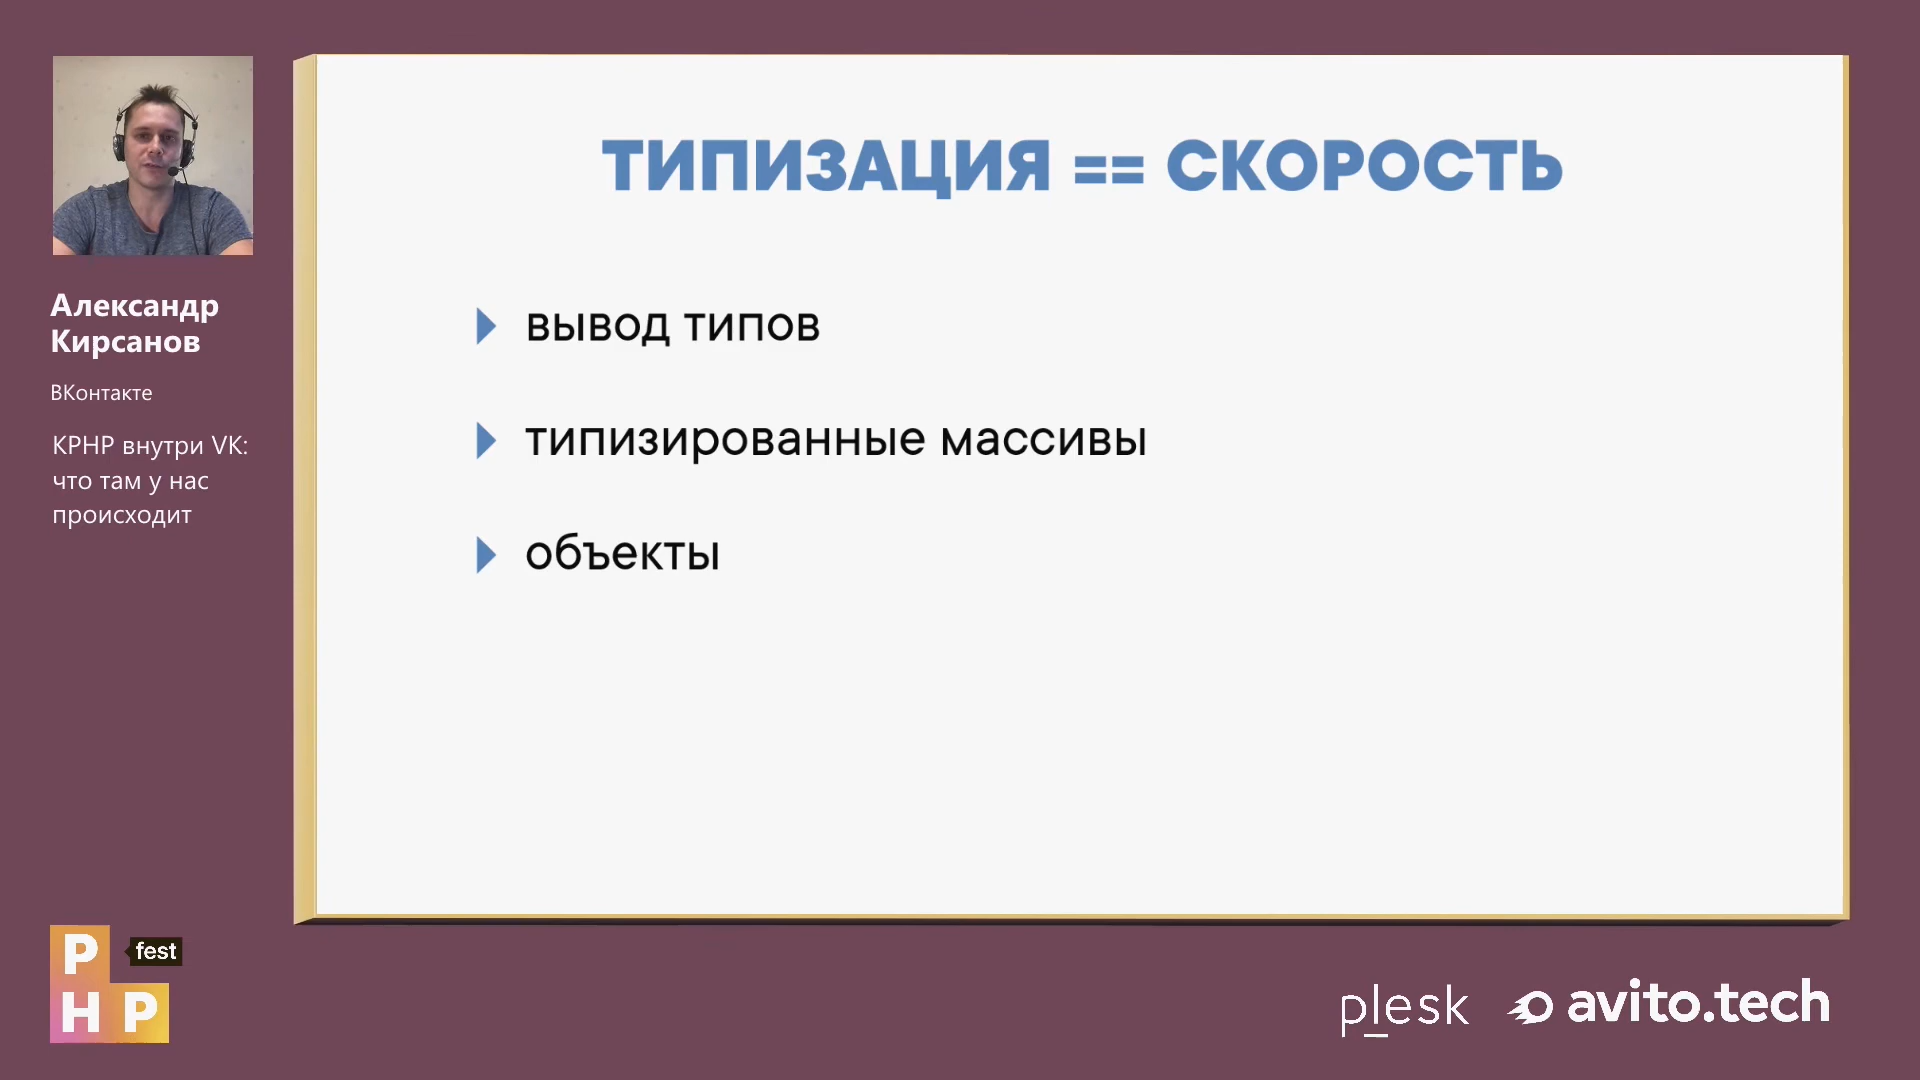 Александр
Кирсанов
ВКонтакте
КРНР внутри VK:
что там у нас
происходит
ТИПИЗАЦИЯ == СКОРОСТЬ
вывод типов
типизированные массивы
объекты
P
fest
H P
plesk
avito.tech